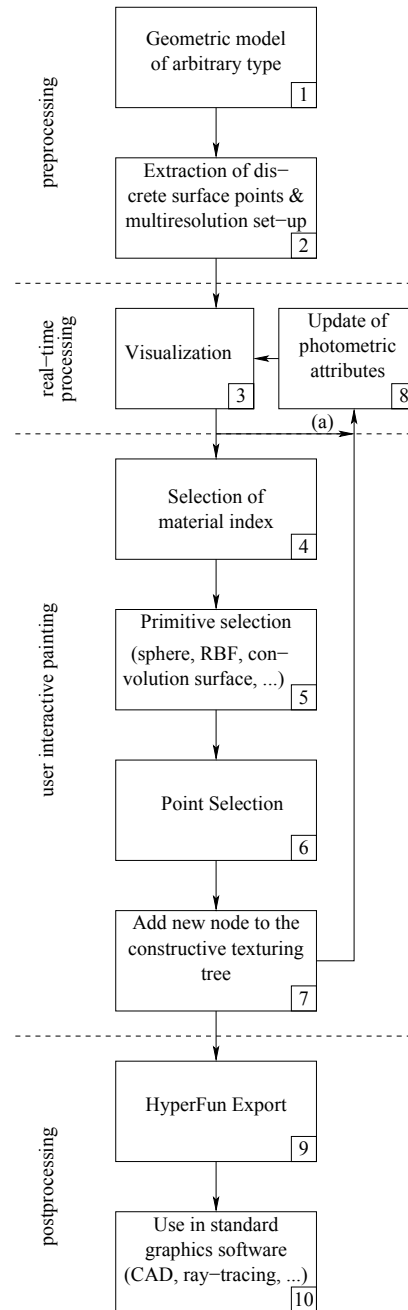 preprocessing
Geometric model
of arbitrary type
1
Extraction of dis−
crete surface points &
multiresolution set-up
2
real−time
processing
Visualization
3
Update of
photometric
attributes
8
(a)
user interactive painting
Selection of
material index
4
Primitive selection
(sphere, RBF, con−
volution surface, ...)
5
Point Selection
6
Add new node to the
constructive texturing
tree
7
postprocessing
HyperFun Export
9
Use in standard
graphics software
(CAD, ray−tracing, ...)
10